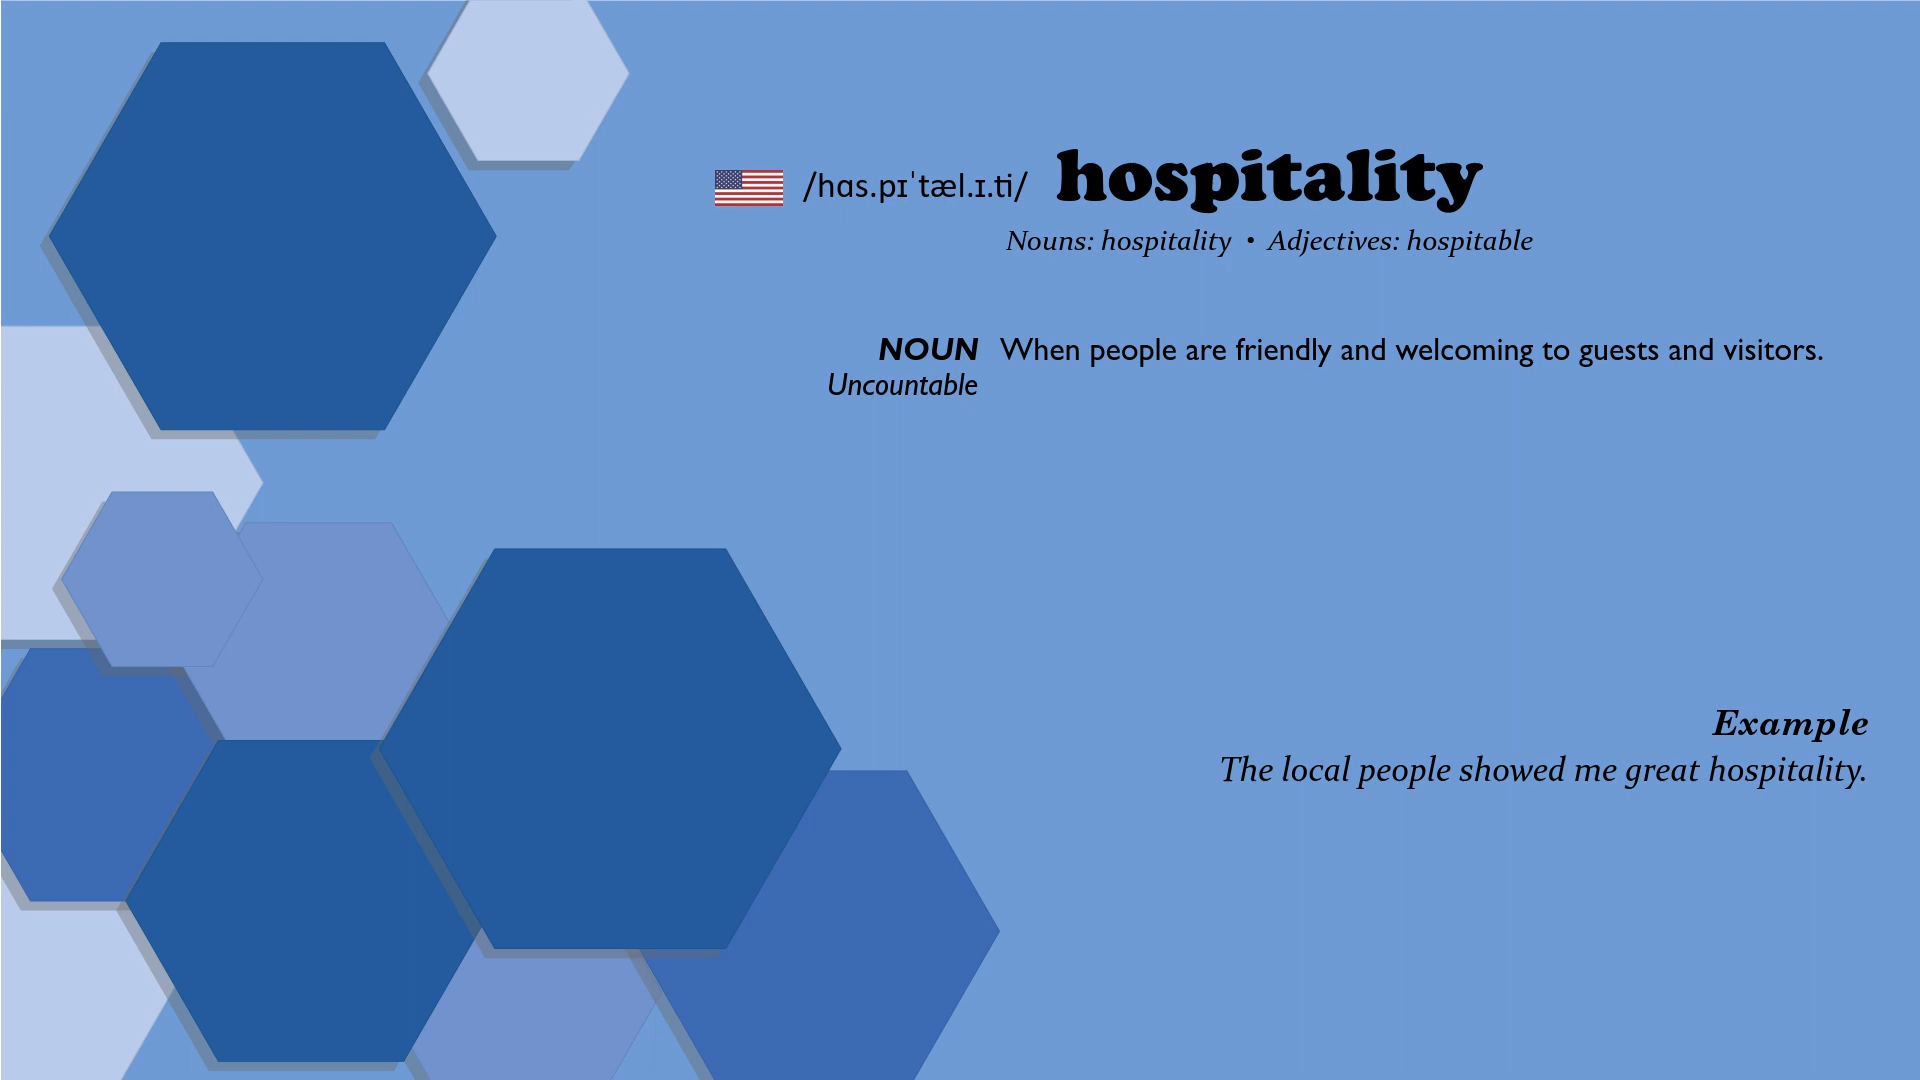 /hɑs.pɪˈtæl.ɪ.ti/ hospitality
Nouns: hospitality • Adjectives: hospitable
NOUN When people are friendly and welcoming to guests and visitors.
Uncountable
Example
The local people showed me great hospitality.